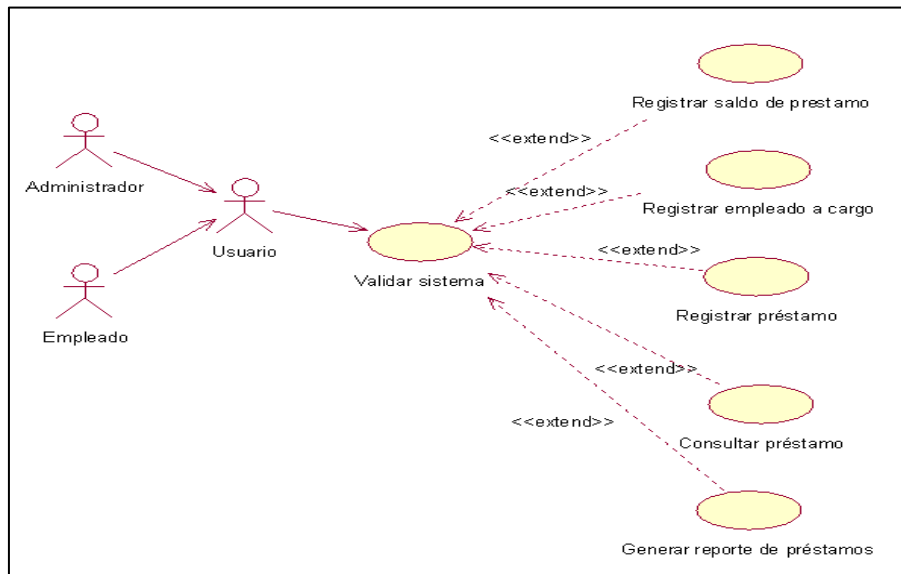 Registrar saldo de prestamo
<<extend>>
Administrador
<<extend>>
Registrar empleado a cargo
Usuario
<<extend>>
Validar sistema
Registrar préstamo
Empleado
<<extend>>
<<extend>>
Consultar préstamo
Generar reporte de préstamos